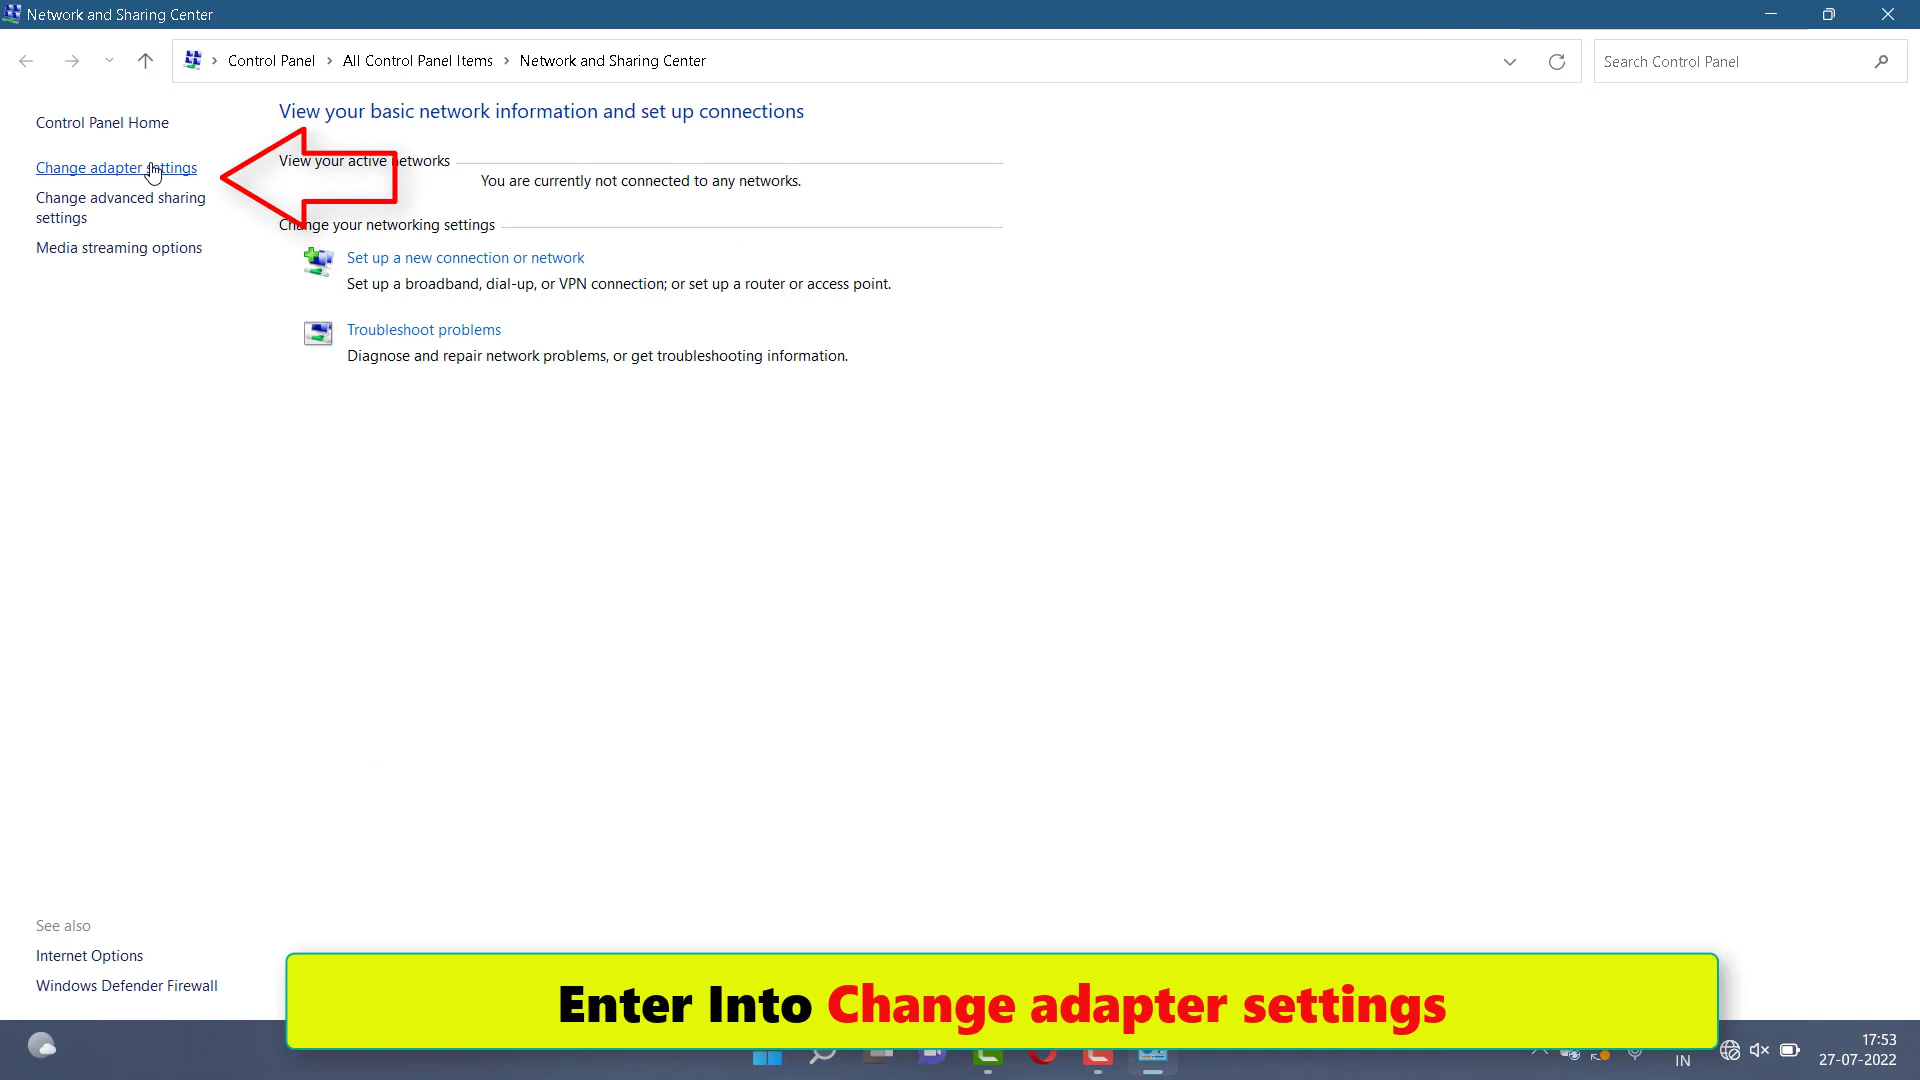 Network and Sharing Center
Control Panel
All Control Panel Items
Network and Sharing Center
Search Control Panel
Control Panel Home
Change adapter settings
Change advanced sharing
settings
Media streaming options
View your basic network information and set up connections
View your active networks
You are currently not connected to any networks.
Change your networking settings
Set up a new connection or network
Set up a broadband, dial-up, or VPN connection; or set up a router or access point.
Troubleshoot problems
Diagnose and repair network problems, or get troubleshooting information.
See also
Internet Options
Windows Defender Firewall
Enter Into Change adapter settings
IN
17:53
27-07-2022